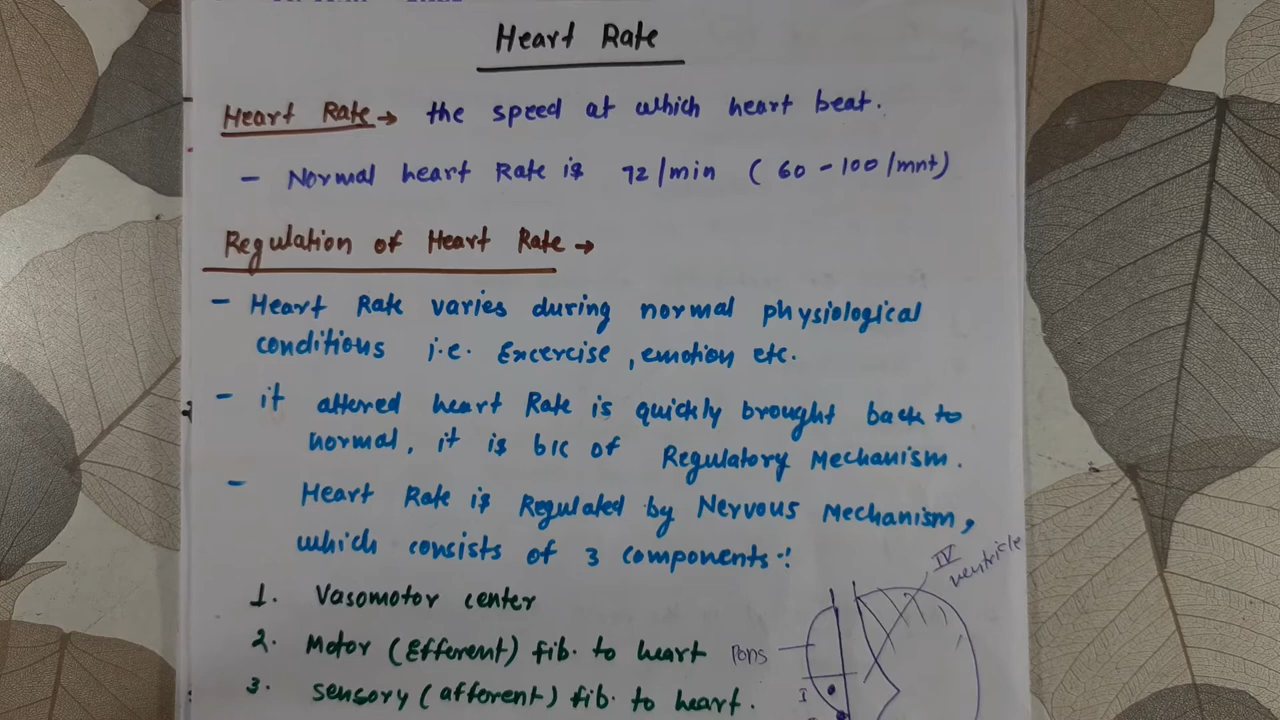 Heart Rate
Heart Rate → the speed at which heart beat.
- Normal heart Rate is 72/min (60-100/mnt)
Regulation of Heart Rate →
- Heart Rate varies during normal physiological
conditions i.e. Excercise, emotion etc.
- if altered heart Rate is quickly brought back to
normal, it is b/c of Regulatory Mechanism.
- Heart Rate is Regulated by Nervous Mechanism,
which consists of 3 components :
1. Vasomotor center
2. Motor (Efferent) fib. to heart
3. sensory (afferent) fib. to heart.
IV
ventricle
Pons
I